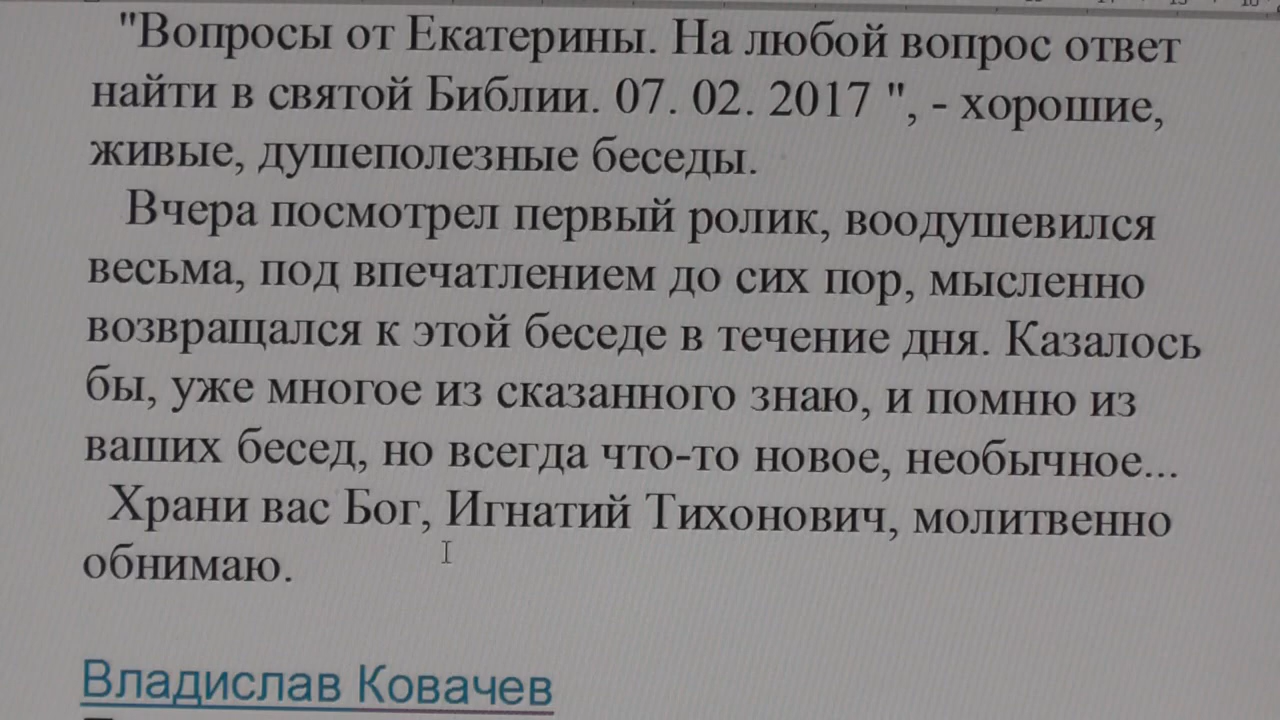 "Вопросы от Екатерины. На любой вопрос ответ
найти в святой Библии. 07. 02. 2017 ", - хорошие,
живые, душеполезные беседы.
Вчера посмотрел первый ролик, воодушевился
весьма, под впечатлением до сих пор, мысленно
возвращался к этой беседе в течение дня. Казалось
бы, уже многое из сказанного знаю, и помню из
ваших бесед, но всегда что-то новое, необычное...
Храни вас Бог, Игнатий Тихонович, молитвенно
обнимаю.
Владислав Ковачев